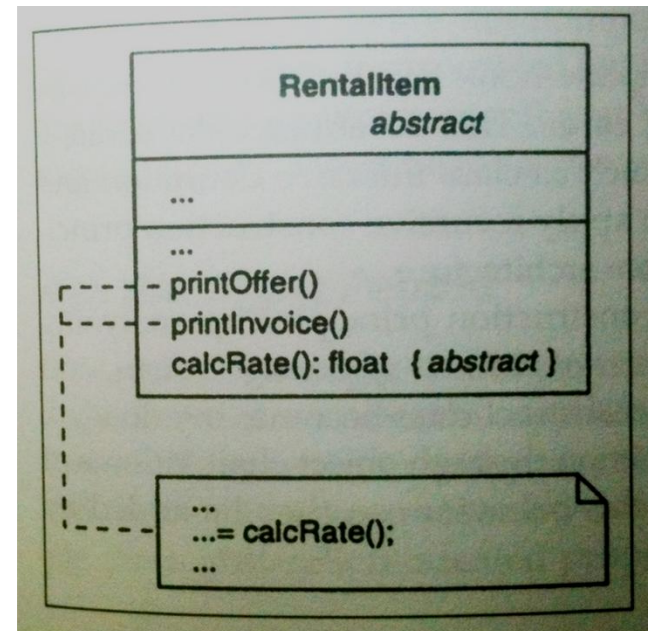 RentalItem
abstract
...
...
printOffer()
printInvoice()
calcRate(): float { abstract }
...
...= calcRate();
...